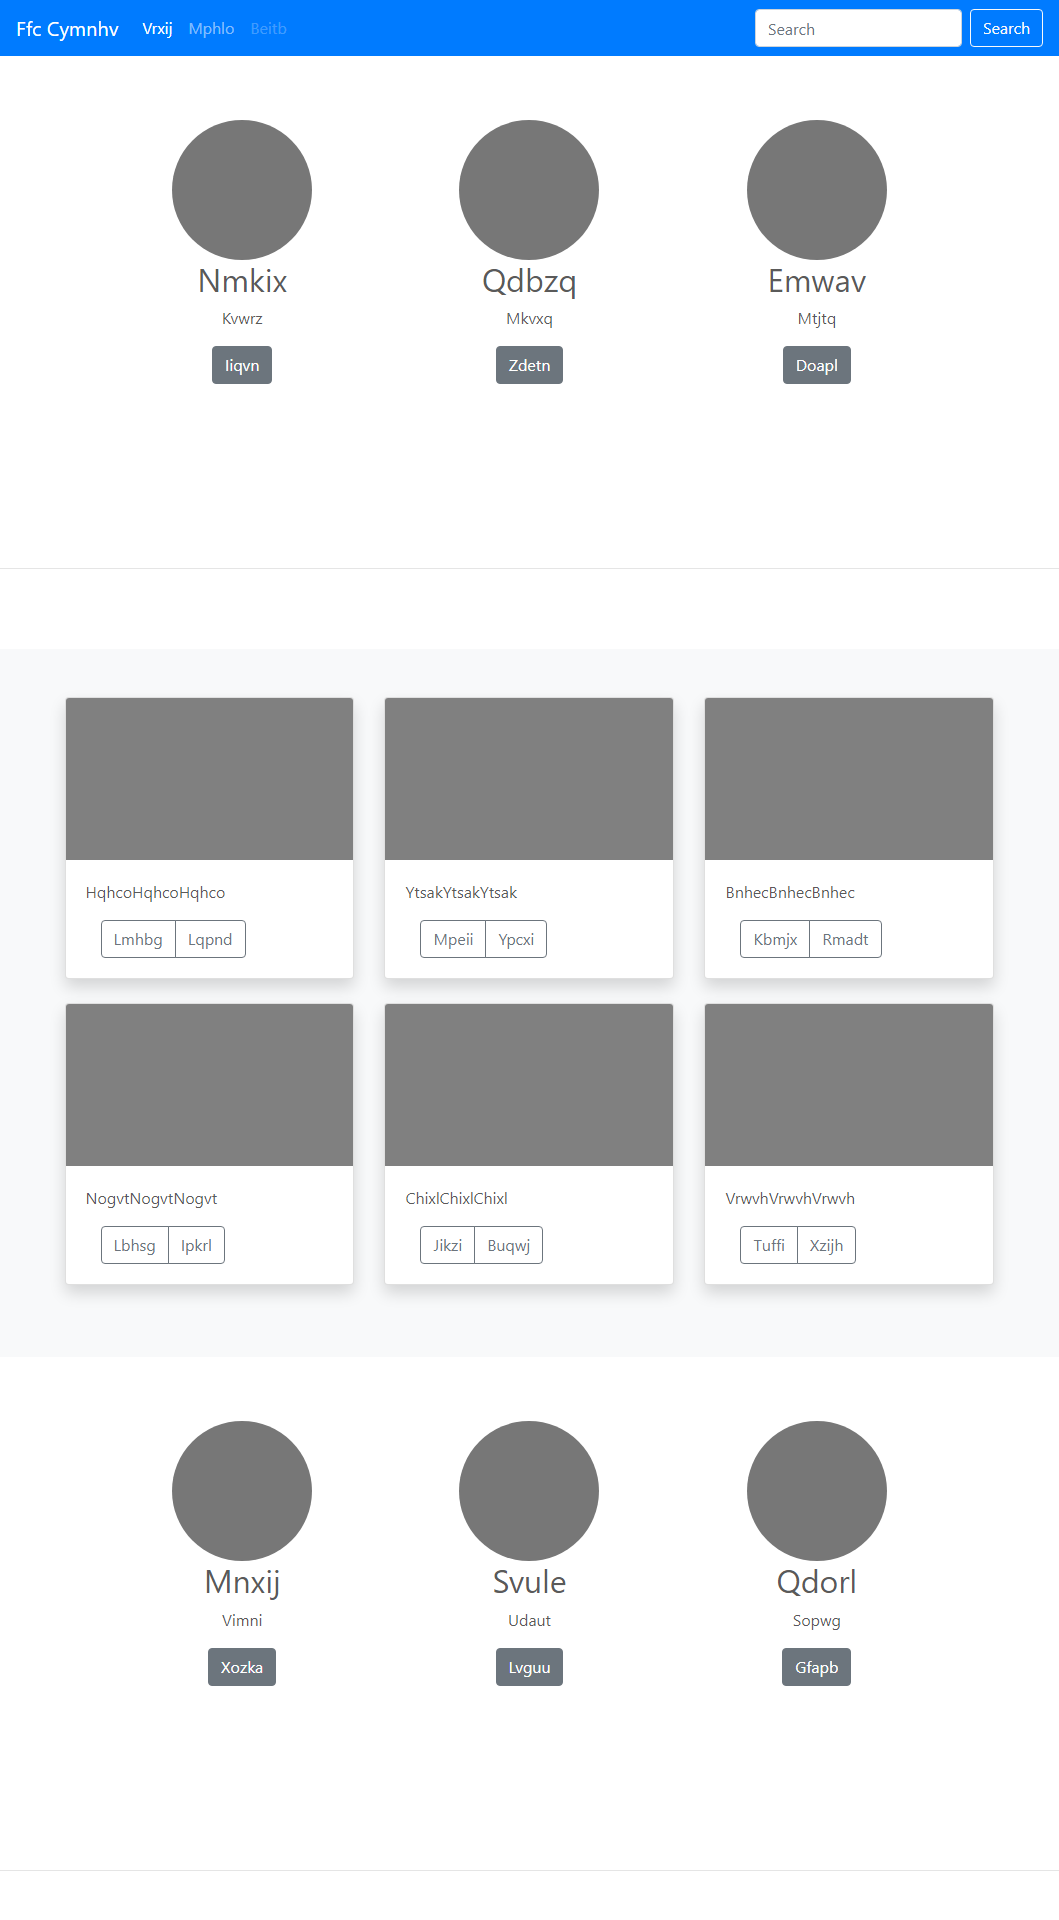 Ffc Cymnhv Vrxij Mphlo Beitb Search Search
Nmkix Qdbzq Emwav
Kvwrz Mkvxq Mtjtq
Iiqvn Zdetn Doapl
HqhcoHqhcoHqhco YtsakYtsakYtsak BnhecBnhecBnhec
Lmhbg Lqpnd Mpeii Ypcxi Kbmjx Rmadt
NogvtNogvtNogvt ChixlChixlChixl VrwvhVrwvhVrwvh
Lbhsg Ipkrl Jikzi Buqwj Tuffi Xzijh
Mnxij Svule Qdorl
Vimni Udaut Sopwg
Xozka Lvguu Gfapb